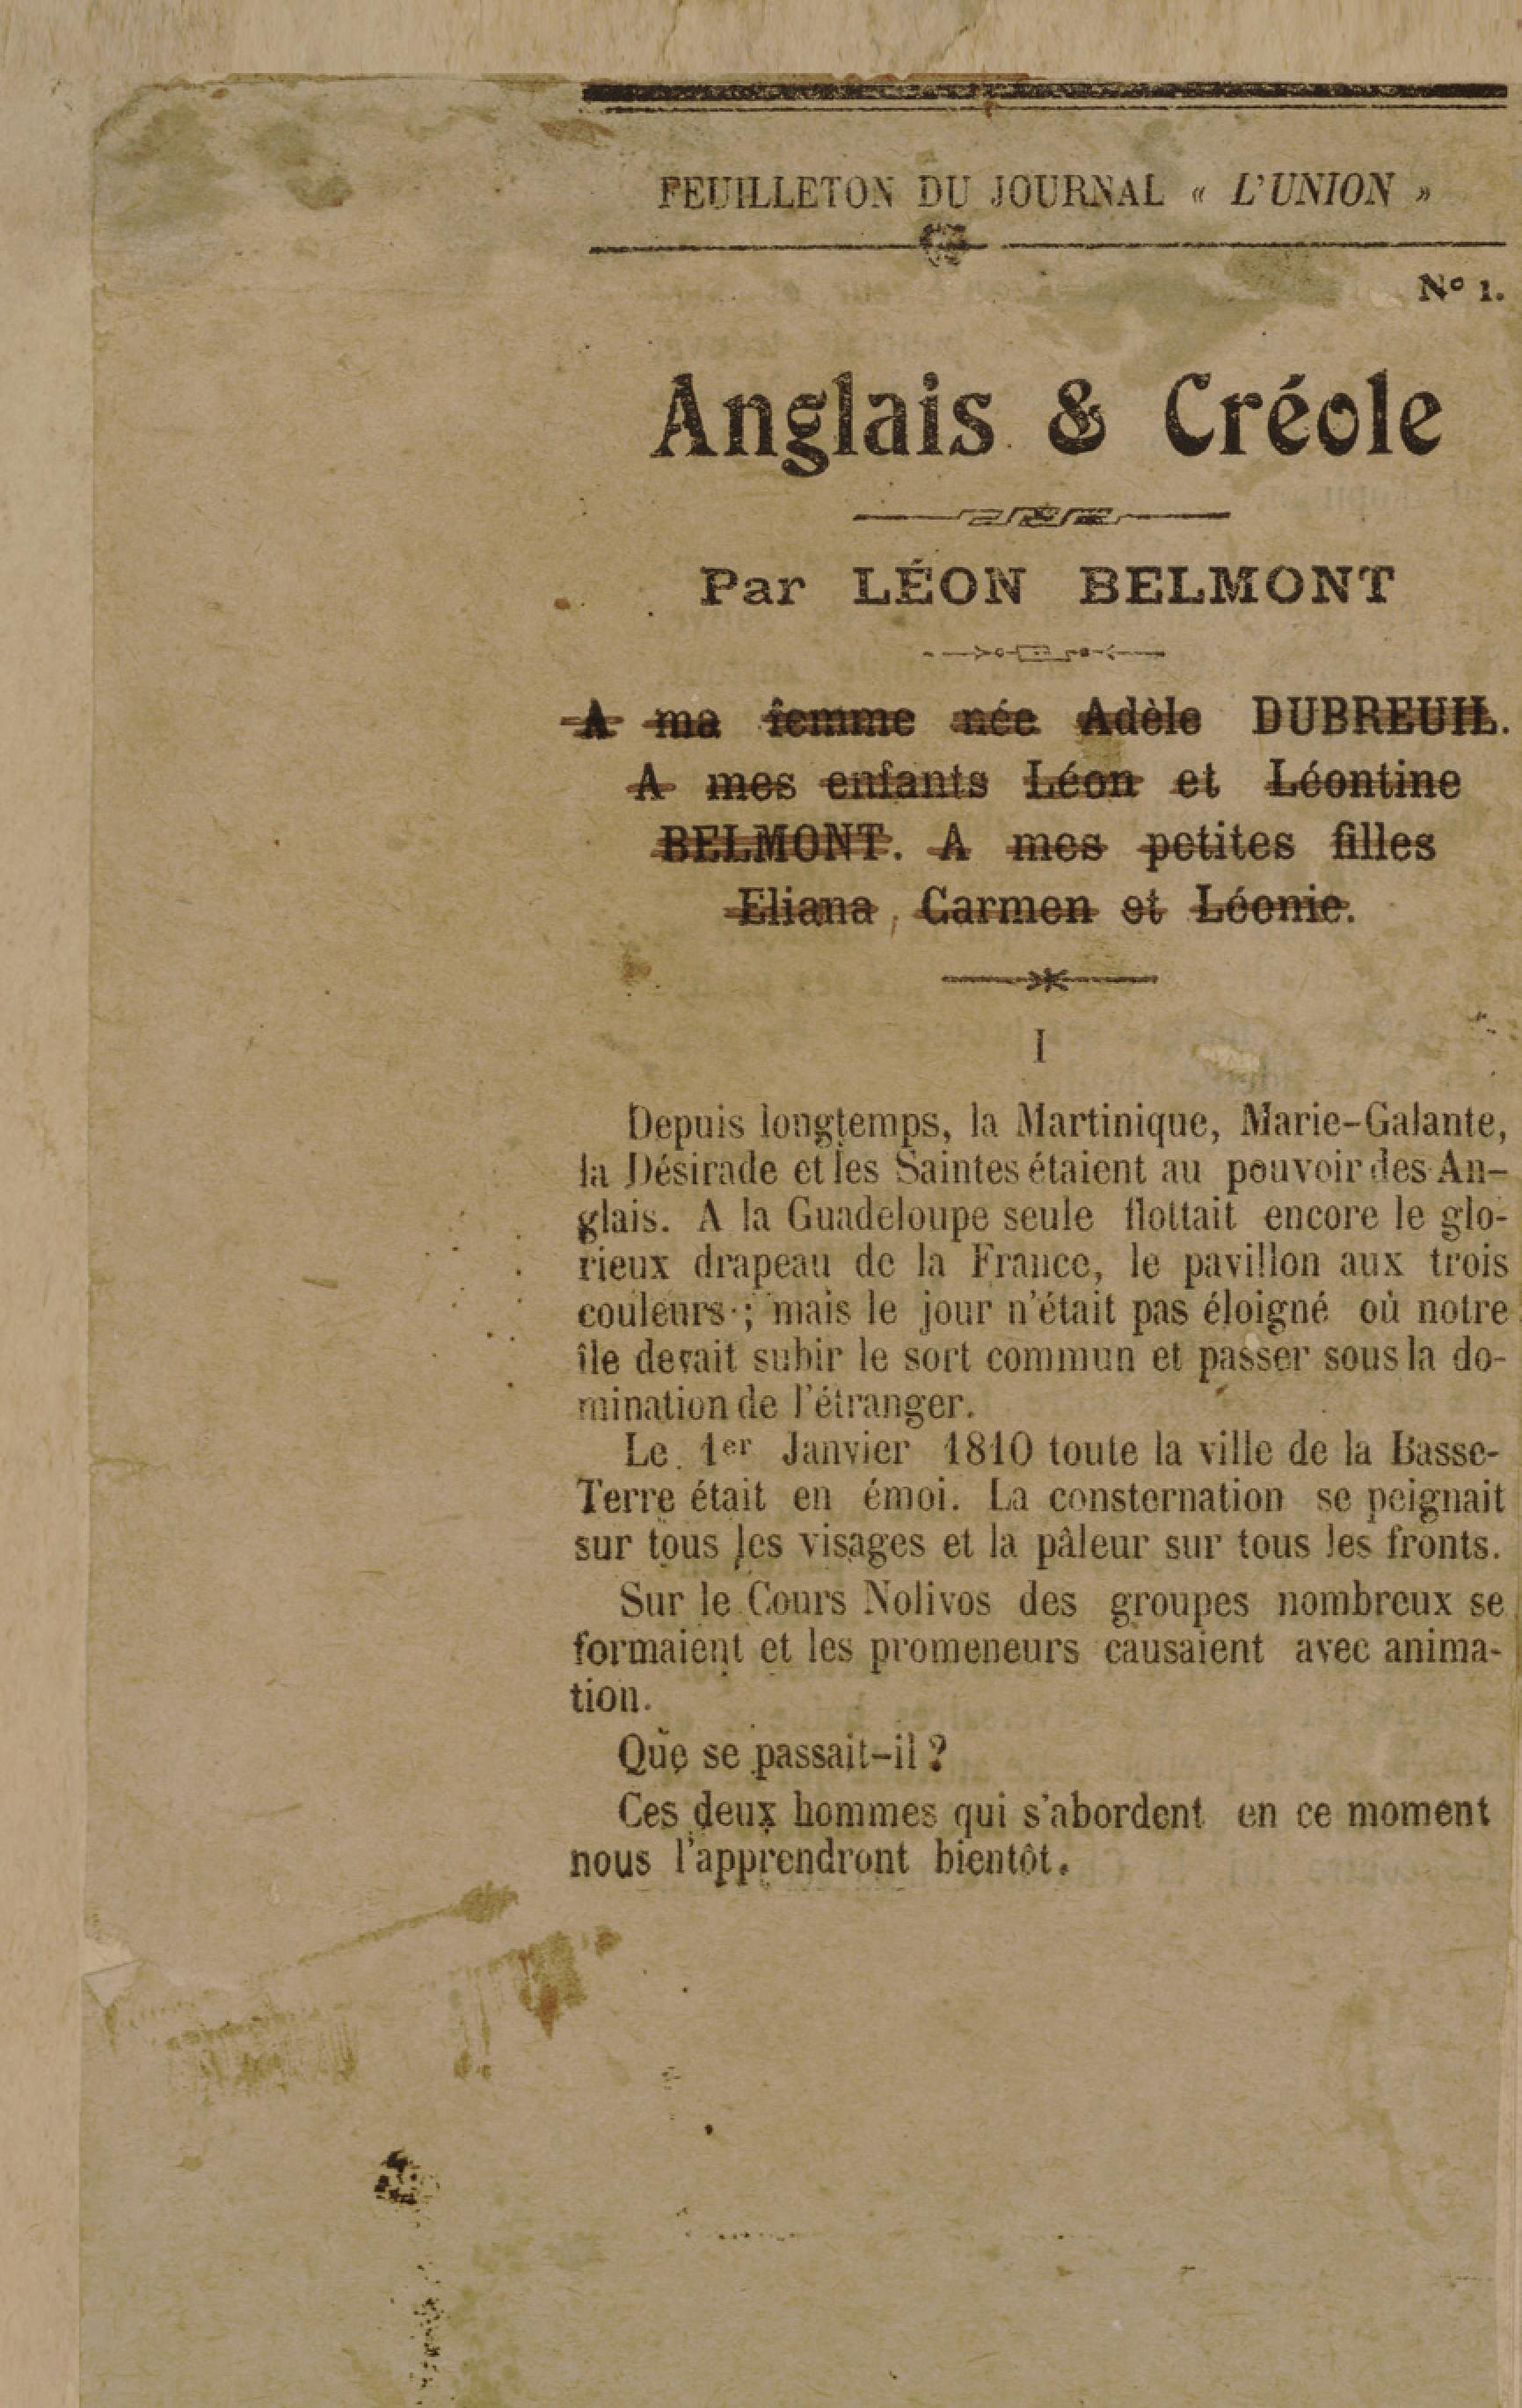 FEUILLETON DU JOURNAL « L'UNION »
No 1.
Anglais & Créole
Par LÉON BELMONT
A ma femme née Adèle DUBREUIL.
A mes enfants Léon et Léontine
BELMONT. A mes petites filles
Eliana, Carmen et Léonie.
I
Depuis longtemps, la Martinique, Marie-Galante,
la Désirade et les Saintes étaient au pouvoir des An-
glais. A la Guadeloupe seule flottait encore le glo-
rieux drapeau de la France, le pavillon aux trois
couleurs ; mais le jour n'était pas éloigné où notre
île devait subir le sort commun et passer sous la do-
mination de l'étranger.
Le 1er Janvier 1810 toute la ville de la Basse-
Terre était en émoi. La consternation se peignait
sur tous les visages et la pâleur sur tous les fronts.
Sur le Cours Nolivos des groupes nombreux se
formaient et les promeneurs causaient avec anima-
tion.
Que se passait-il ?
Ces deux hommes qui s'abordent en ce moment
nous l'apprendront bientôt.